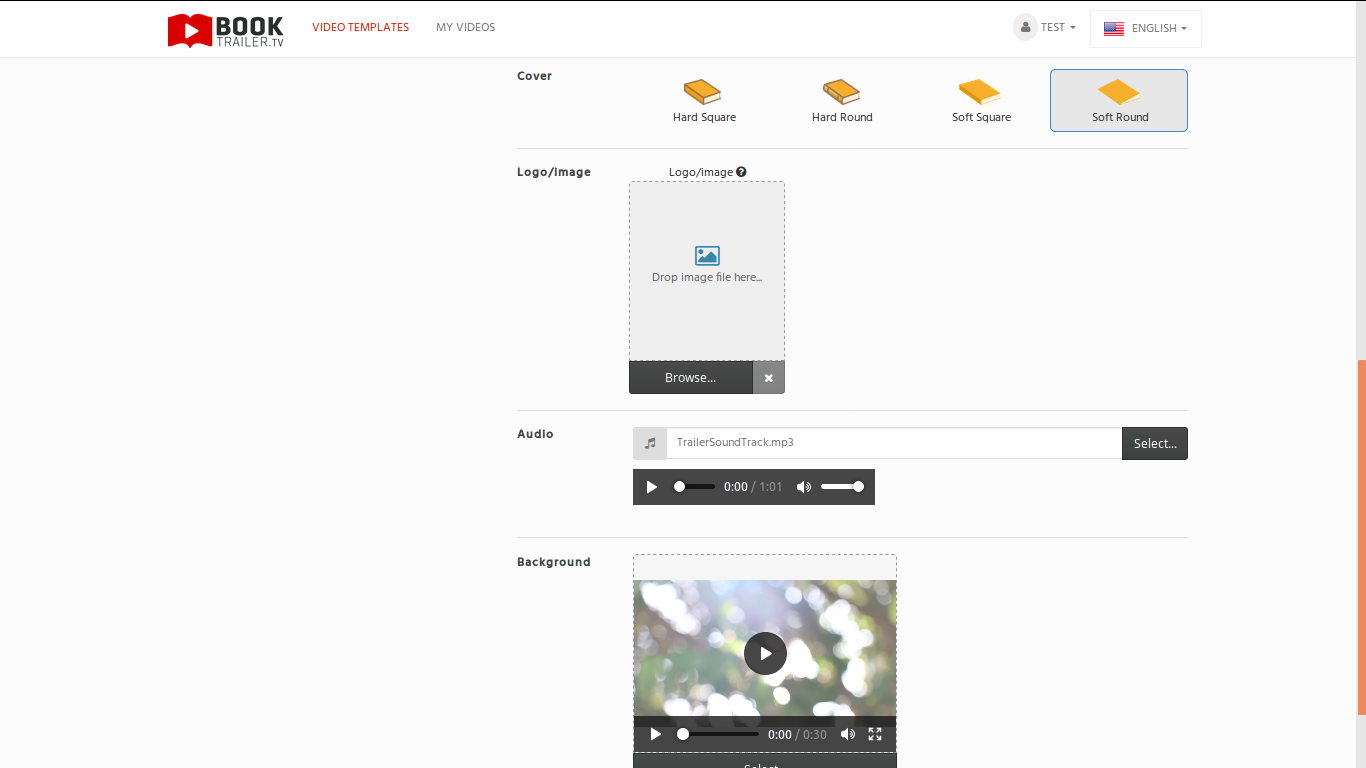 BOOK
TRAILER.TV
VIDEO TEMPLATES
MY VIDEOS
TEST
ENGLISH
Cover
Hard Square
Hard Round
Soft Square
Soft Round
Logo/Image
Logo/image
Drop image file here...
Browse...
Audio
TrailerSoundTrack.mp3
Select...
0:00 / 1:01
Background
0:00 / 0:30
Select...